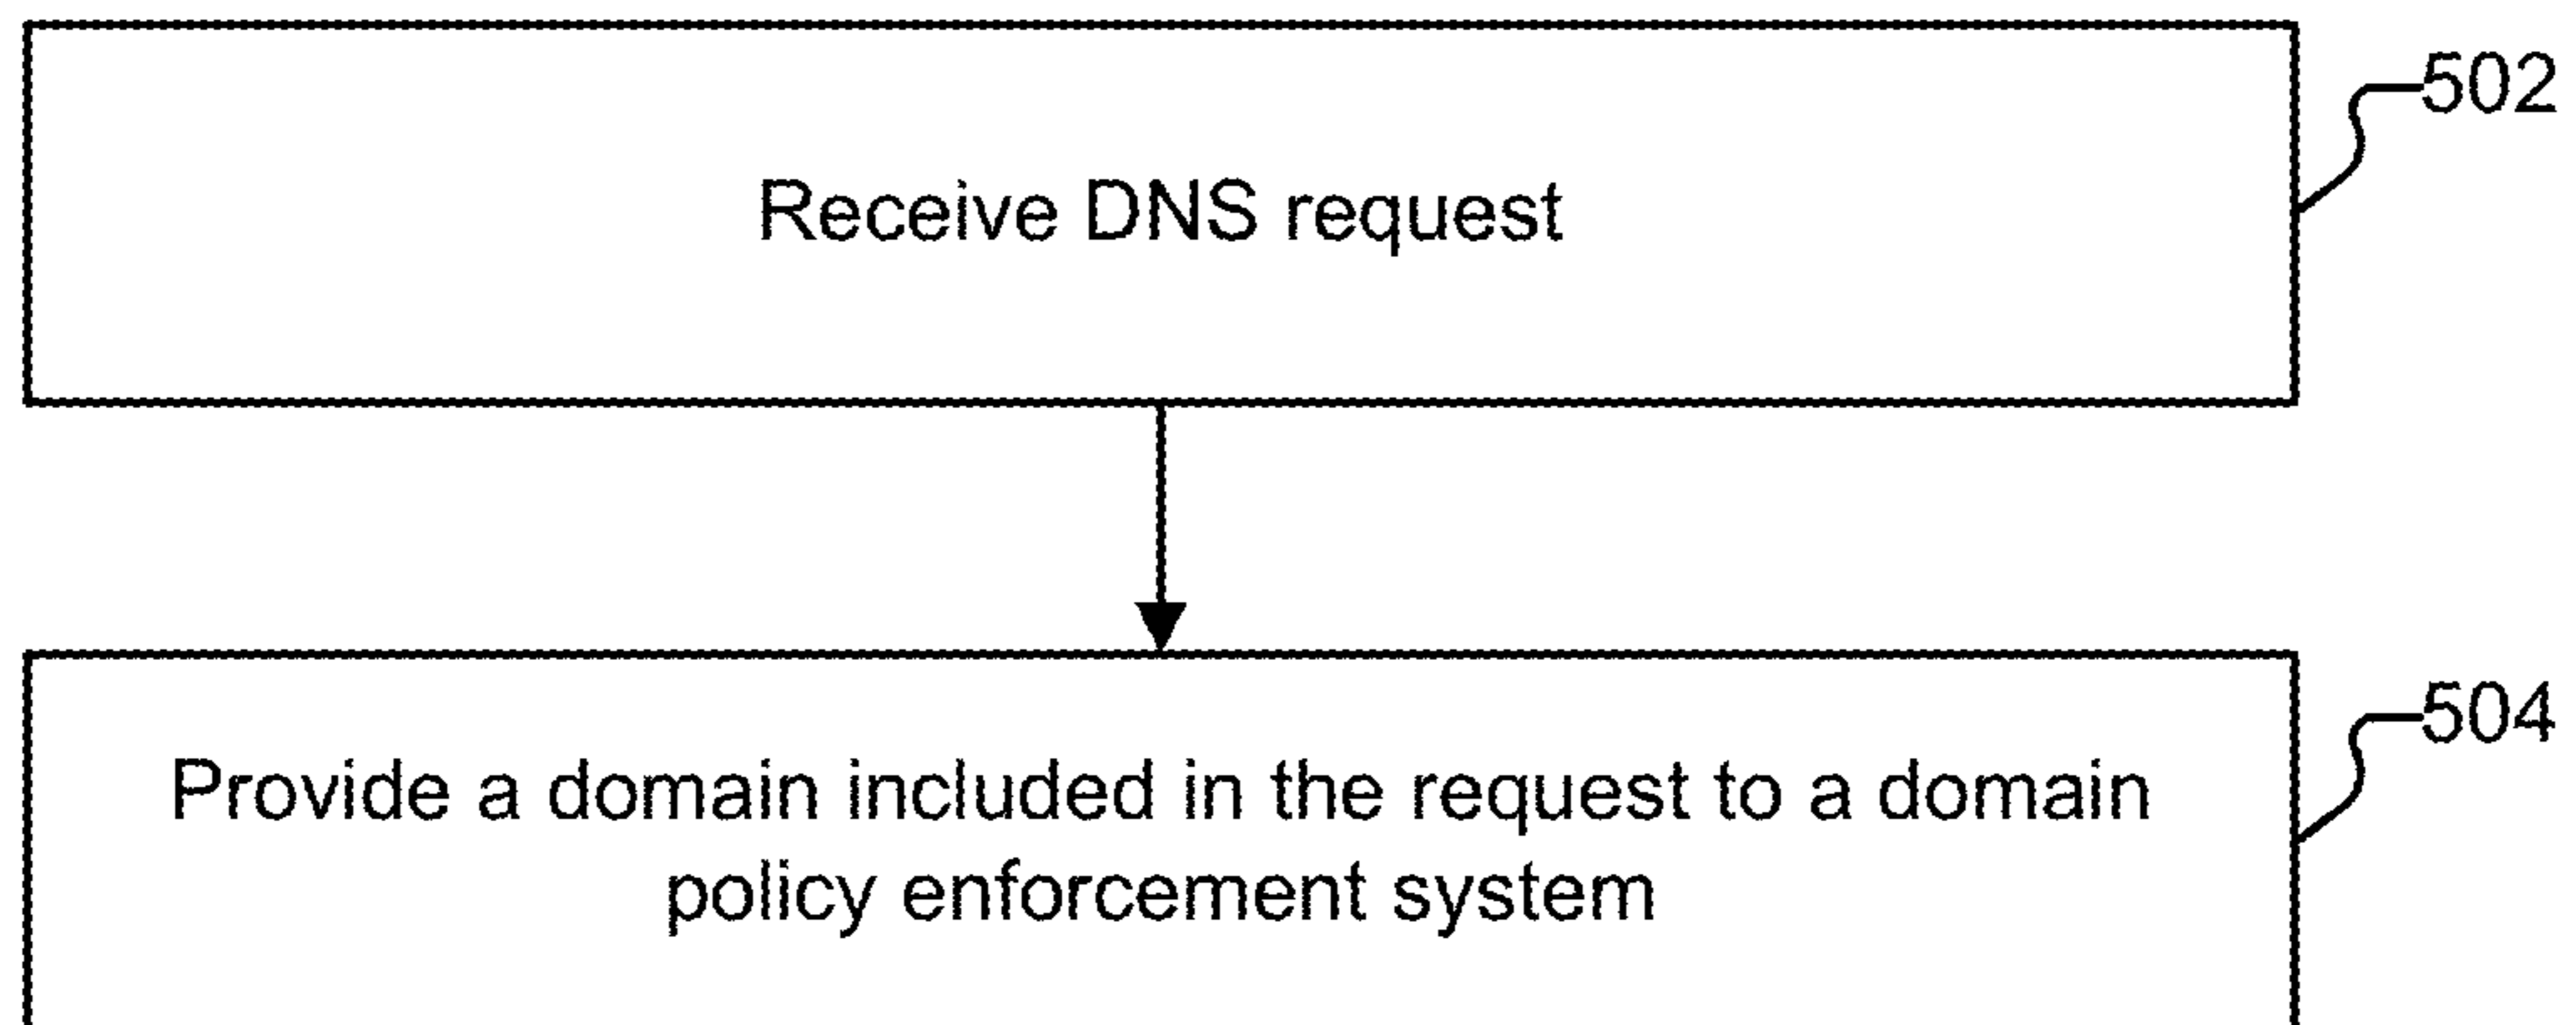 502
Receive DNS request
504
Provide a domain included in the request to a domain
policy enforcement system